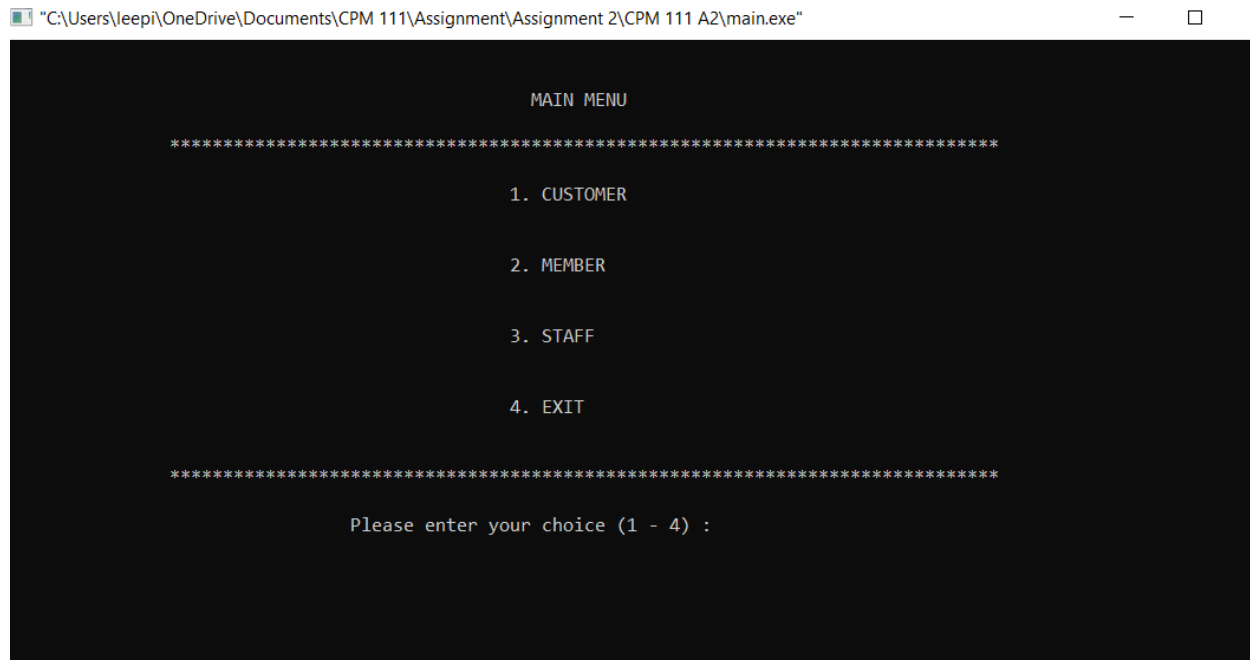 "C:\Users\leepi\OneDrive\Documents\CPM 111\Assignment\Assignment 2\CPM 111 A2\main.exe"
MAIN MENU
******************************************************************************
1. CUSTOMER
2. MEMBER
3. STAFF
4. EXIT
******************************************************************************
Please enter your choice (1 - 4) :